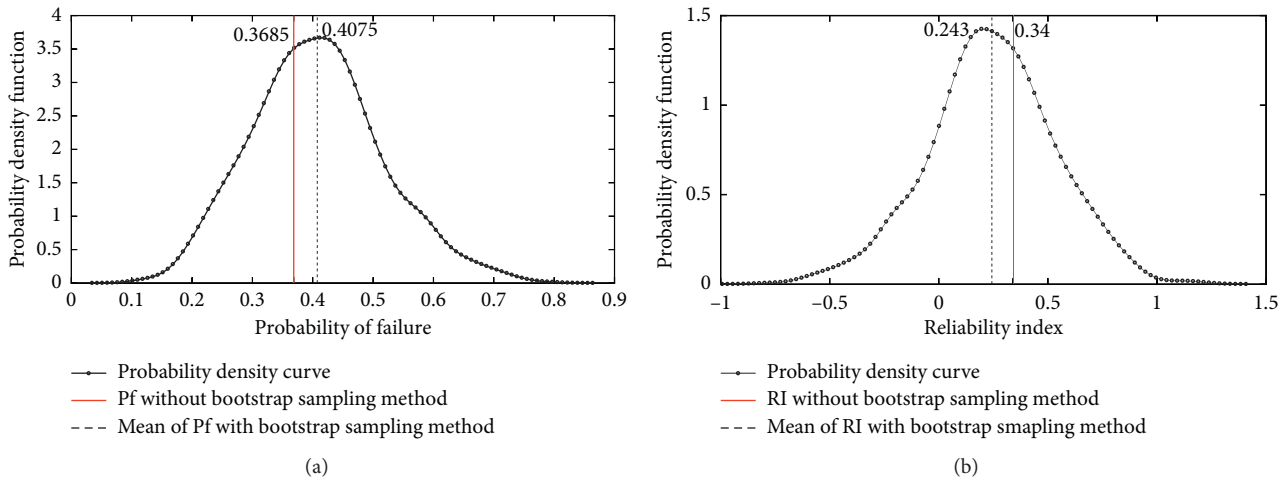 4
3.5
3
2.5
2
1.5
1
0.5
0
Probability density function
0.3685
0.4075
0 0.1 0.2 0.3 0.4 0.5 0.6 0.7 0.8 0.9
Probability of failure
Probability density curve
Pf without bootstrap sampling method
Mean of Pf with bootstrap sampling method
(a)
1.5
1
0.5
0
Probability density function
0.243
0.34
–1 –0.5 0 0.5 1 1.5
Reliability index
Probability density curve
RI without bootstrap sampling method
Mean of RI with bootstrap smapling method
(b)